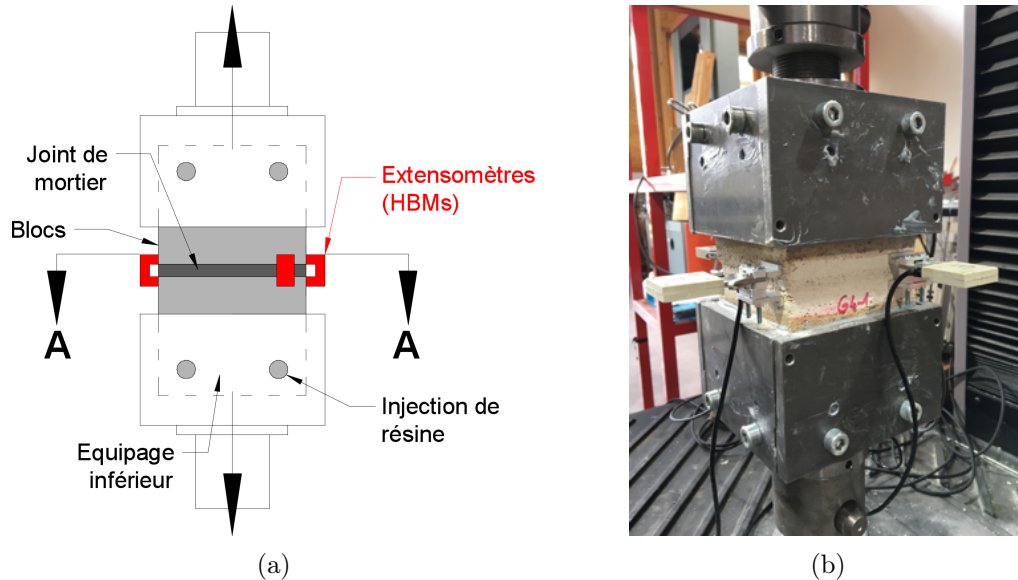 Joint de
mortier
Extensomètres
(HBMs)
Blocs
A
A
Injection de
résine
Equipage
inférieur
G4-1
(a)
(b)